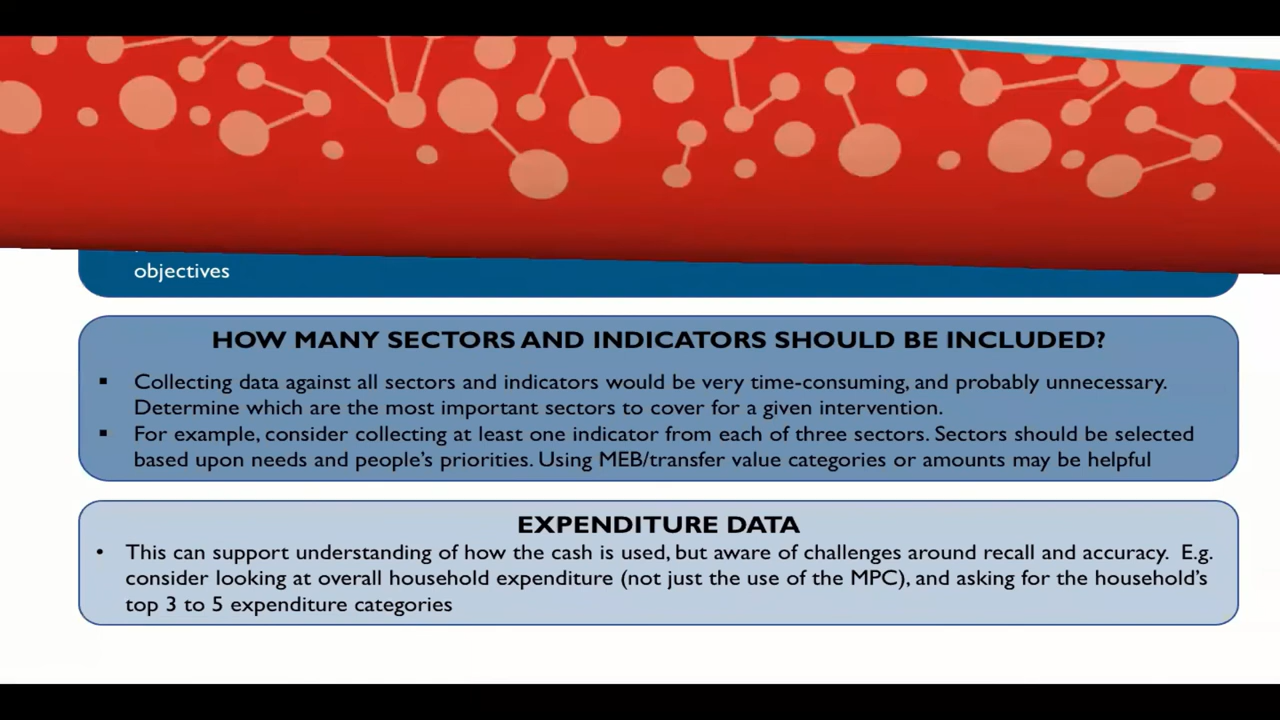 objectives
HOW MANY SECTORS AND INDICATORS SHOULD BE INCLUDED?
▪ Collecting data against all sectors and indicators would be very time-consuming, and probably unnecessary.
Determine which are the most important sectors to cover for a given intervention.
▪ For example, consider collecting at least one indicator from each of three sectors. Sectors should be selected
based upon needs and people's priorities. Using MEB/transfer value categories or amounts may be helpful
EXPENDITURE DATA
• This can support understanding of how the cash is used, but aware of challenges around recall and accuracy. E.g.
consider looking at overall household expenditure (not just the use of the MPC), and asking for the household's
top 3 to 5 expenditure categories